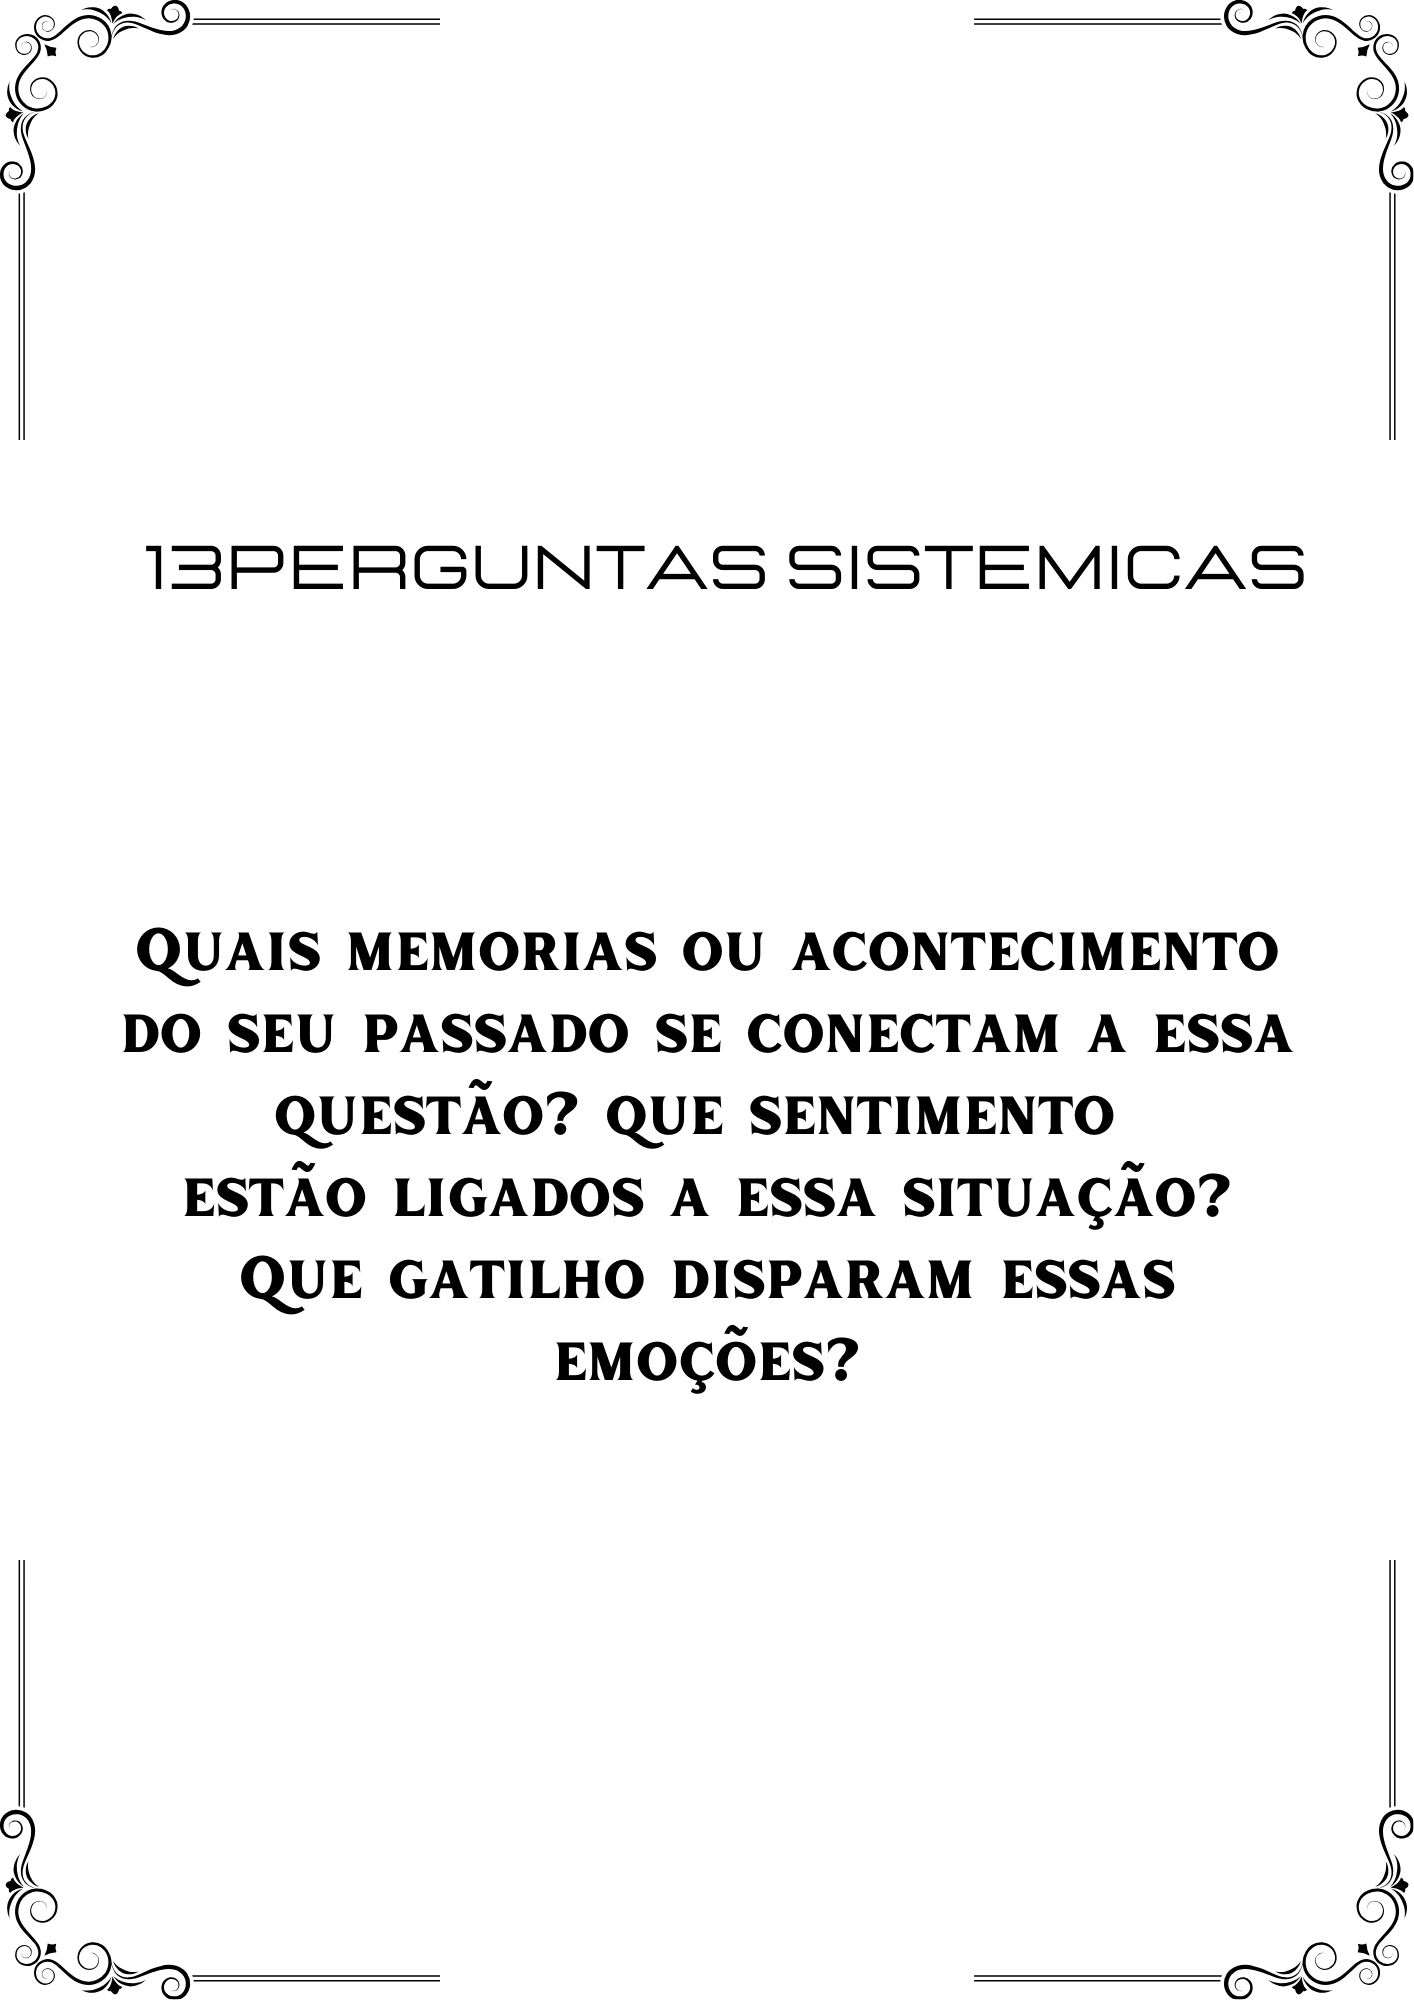 13PERGUNTAS SISTEMICAS
Quais memorias ou acontecimento
do seu passado se conectam a essa
questão? que sentimento
estão ligados a essa situação?
Que gatilho disparam essas
emoções?